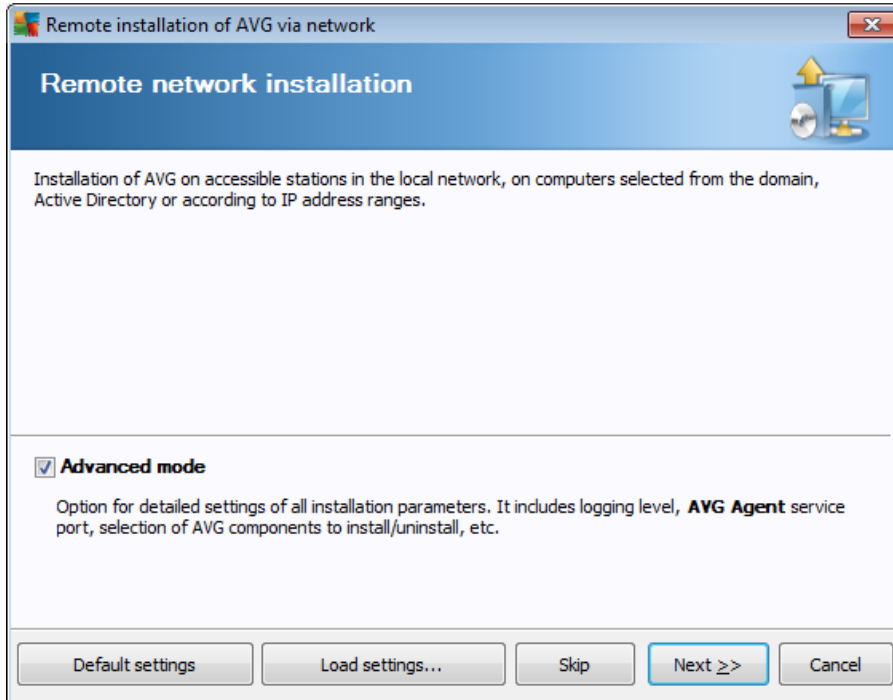 Remote installation of AVG via network
Remote network installation
Installation of AVG on accessible stations in the local network, on computers selected from the domain,
Active Directory or according to IP address ranges.
Advanced mode
Option for detailed settings of all installation parameters. It includes logging level, AVG Agent service
port, selection of AVG components to install/uninstall, etc.
Default settings Load settings... Skip Next >> Cancel